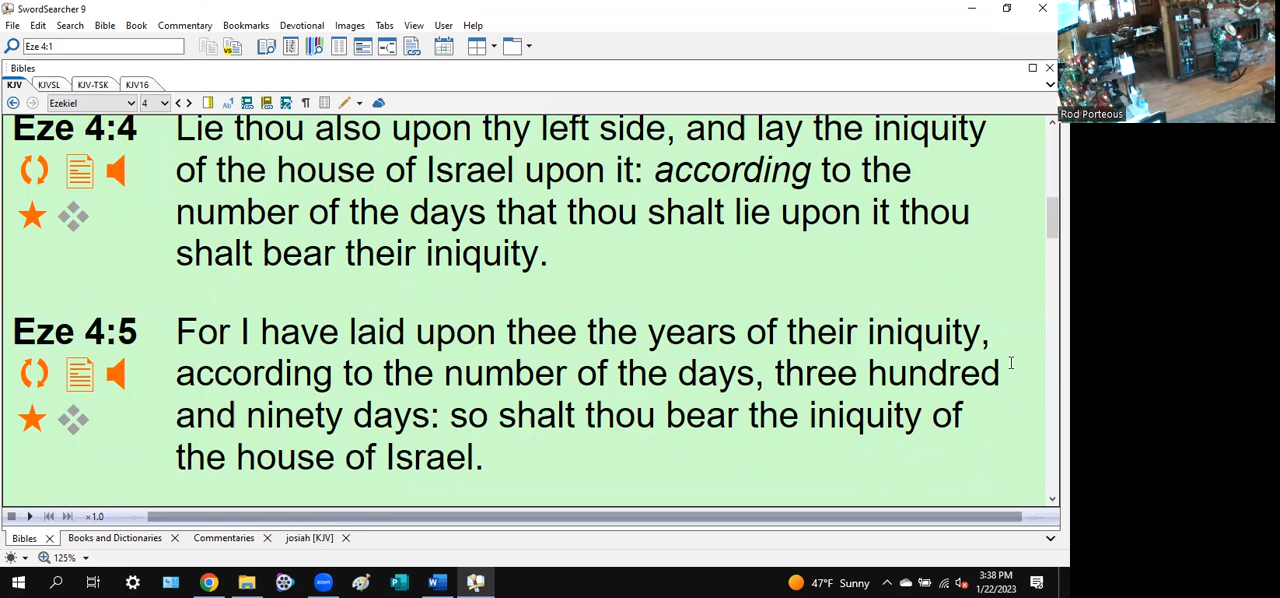 SwordSearcher 9
File Edit Search Bible Book Commentary Bookmarks Devotional Images Tabs View User Help
Eze 4:1
Bibles
KJV KJVSL KJV-TSK KJV16
Ezekiel 4
Eze 4:4 Lie thou also upon thy left side, and lay the iniquity
of the house of Israel upon it: according to the
number of the days that thou shalt lie upon it thou
shalt bear their iniquity.
Eze 4:5 For I have laid upon thee the years of their iniquity,
according to the number of the days, three hundred
and ninety days: so shalt thou bear the iniquity of
the house of Israel.
×1.0
Bibles Books and Dictionaries Commentaries josiah [KJV]
125%
47°F Sunny
3:38 PM
1/22/2023
Rod Porteous